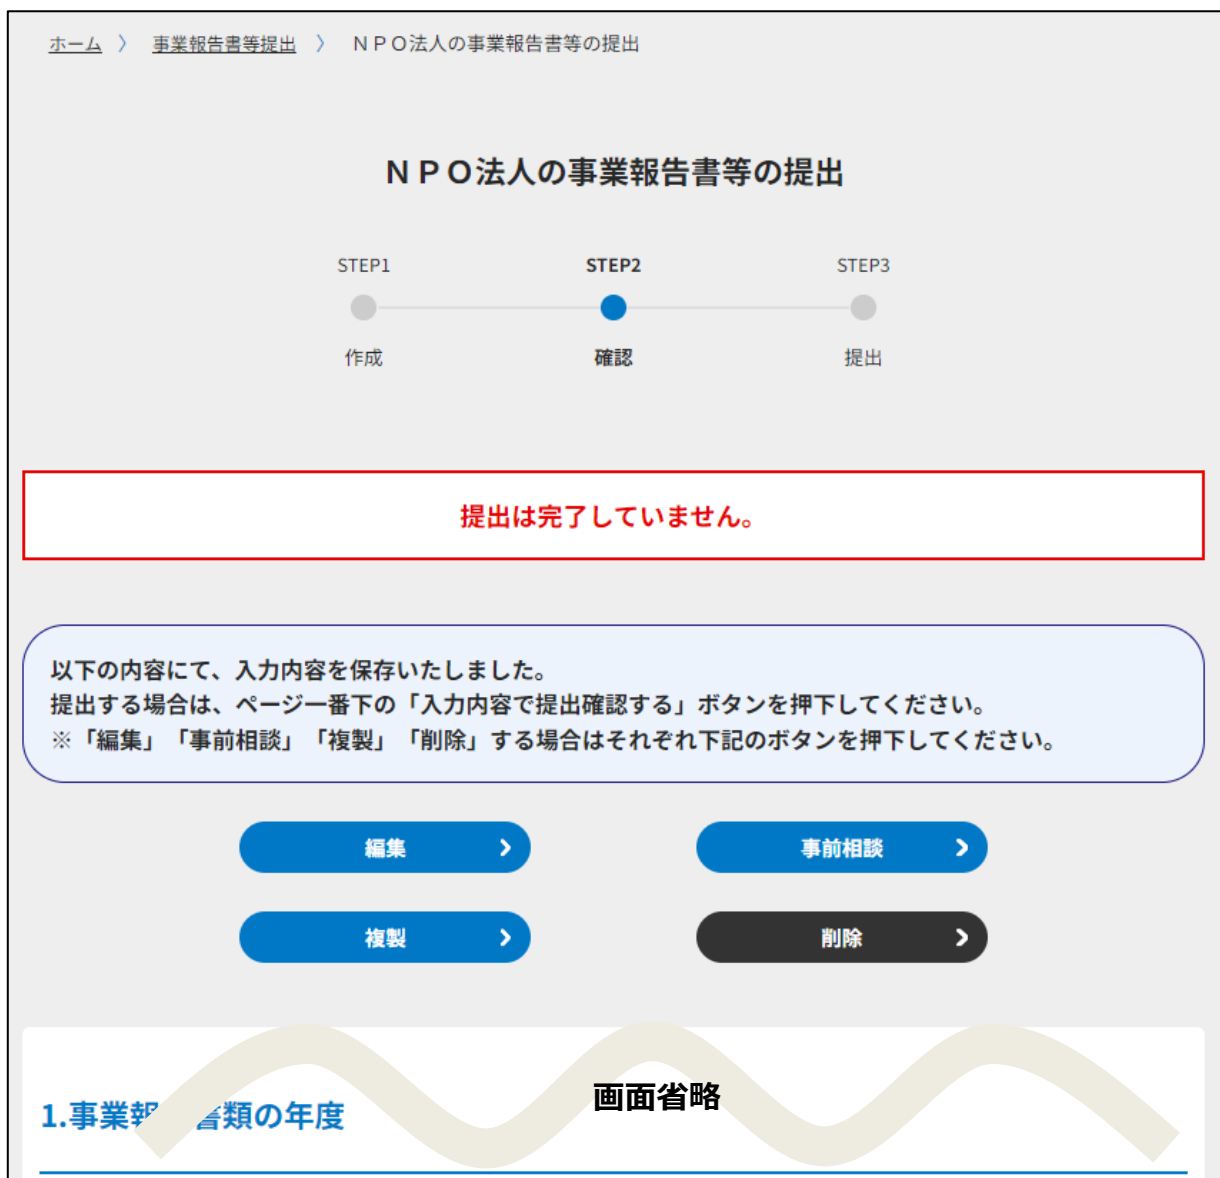 ホーム 〉 事業報告書等提出 〉 ＮＰＯ法人の事業報告書等の提出
ＮＰＯ法人の事業報告書等の提出
STEP1 STEP2 STEP3
作成 確認 提出
提出は完了していません。
以下の内容にて、入力内容を保存いたしました。
提出する場合は、ページ一番下の「入力内容で提出確認する」ボタンを押下してください。
※「編集」「事前相談」「複製」「削除」する場合はそれぞれ下記のボタンを押下してください。
編集 事前相談
複製 削除
画面省略
1.事業報 書類の年度